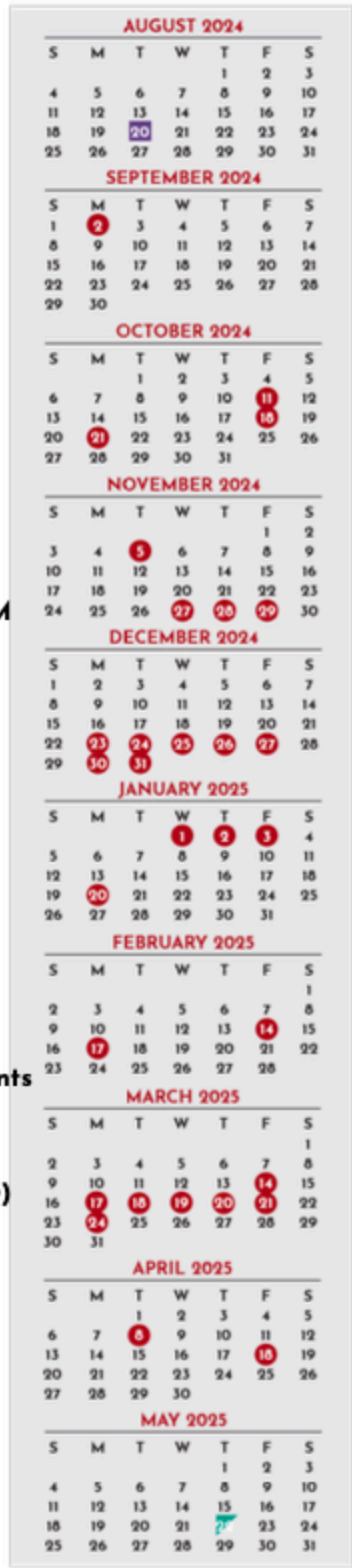 AUGUST 2024
S M T W T F S
1 2 3
4 5 6 7 8 9 10
11 12 13 14 15 16 17
18 19 20 21 22 23 24
25 26 27 28 29 30 31
SEPTEMBER 2024
S M T W T F S
1 2 3 4 5 6 7
8 9 10 11 12 13 14
15 16 17 18 19 20 21
22 23 24 25 26 27 28
29 30
OCTOBER 2024
S M T W T F S
1 2 3 4 5
6 7 8 9 10 11 12
13 14 15 16 17 18 19
20 21 22 23 24 25 26
27 28 29 30 31
NOVEMBER 2024
S M T W T F S
1 2
3 4 5 6 7 8 9
10 11 12 13 14 15 16
17 18 19 20 21 22 23
24 25 26 27 28 29 30
DECEMBER 2024
S M T W T F S
1 2 3 4 5 6 7
8 9 10 11 12 13 14
15 16 17 18 19 20 21
22 23 24 25 26 27 28
29 30 31
JANUARY 2025
S M T W T F S
1 2 3 4
5 6 7 8 9 10 11
12 13 14 15 16 17 18
19 20 21 22 23 24 25
26 27 28 29 30 31
FEBRUARY 2025
S M T W T F S
1
2 3 4 5 6 7 8
9 10 11 12 13 14 15
16 17 18 19 20 21 22
23 24 25 26 27 28
MARCH 2025
S M T W T F S
1
2 3 4 5 6 7 8
9 10 11 12 13 14 15
16 17 18 19 20 21 22
23 24 25 26 27 28 29
30 31
APRIL 2025
S M T W T F S
1 2 3 4 5
6 7 8 9 10 11 12
13 14 15 16 17 18 19
20 21 22 23 24 25 26
27 28 29 30
MAY 2025
S M T W T F S
1 2 3
4 5 6 7 8 9 10
11 12 13 14 15 16 17
18 19 20 21 23 24
25 26 27 28 29 30 31